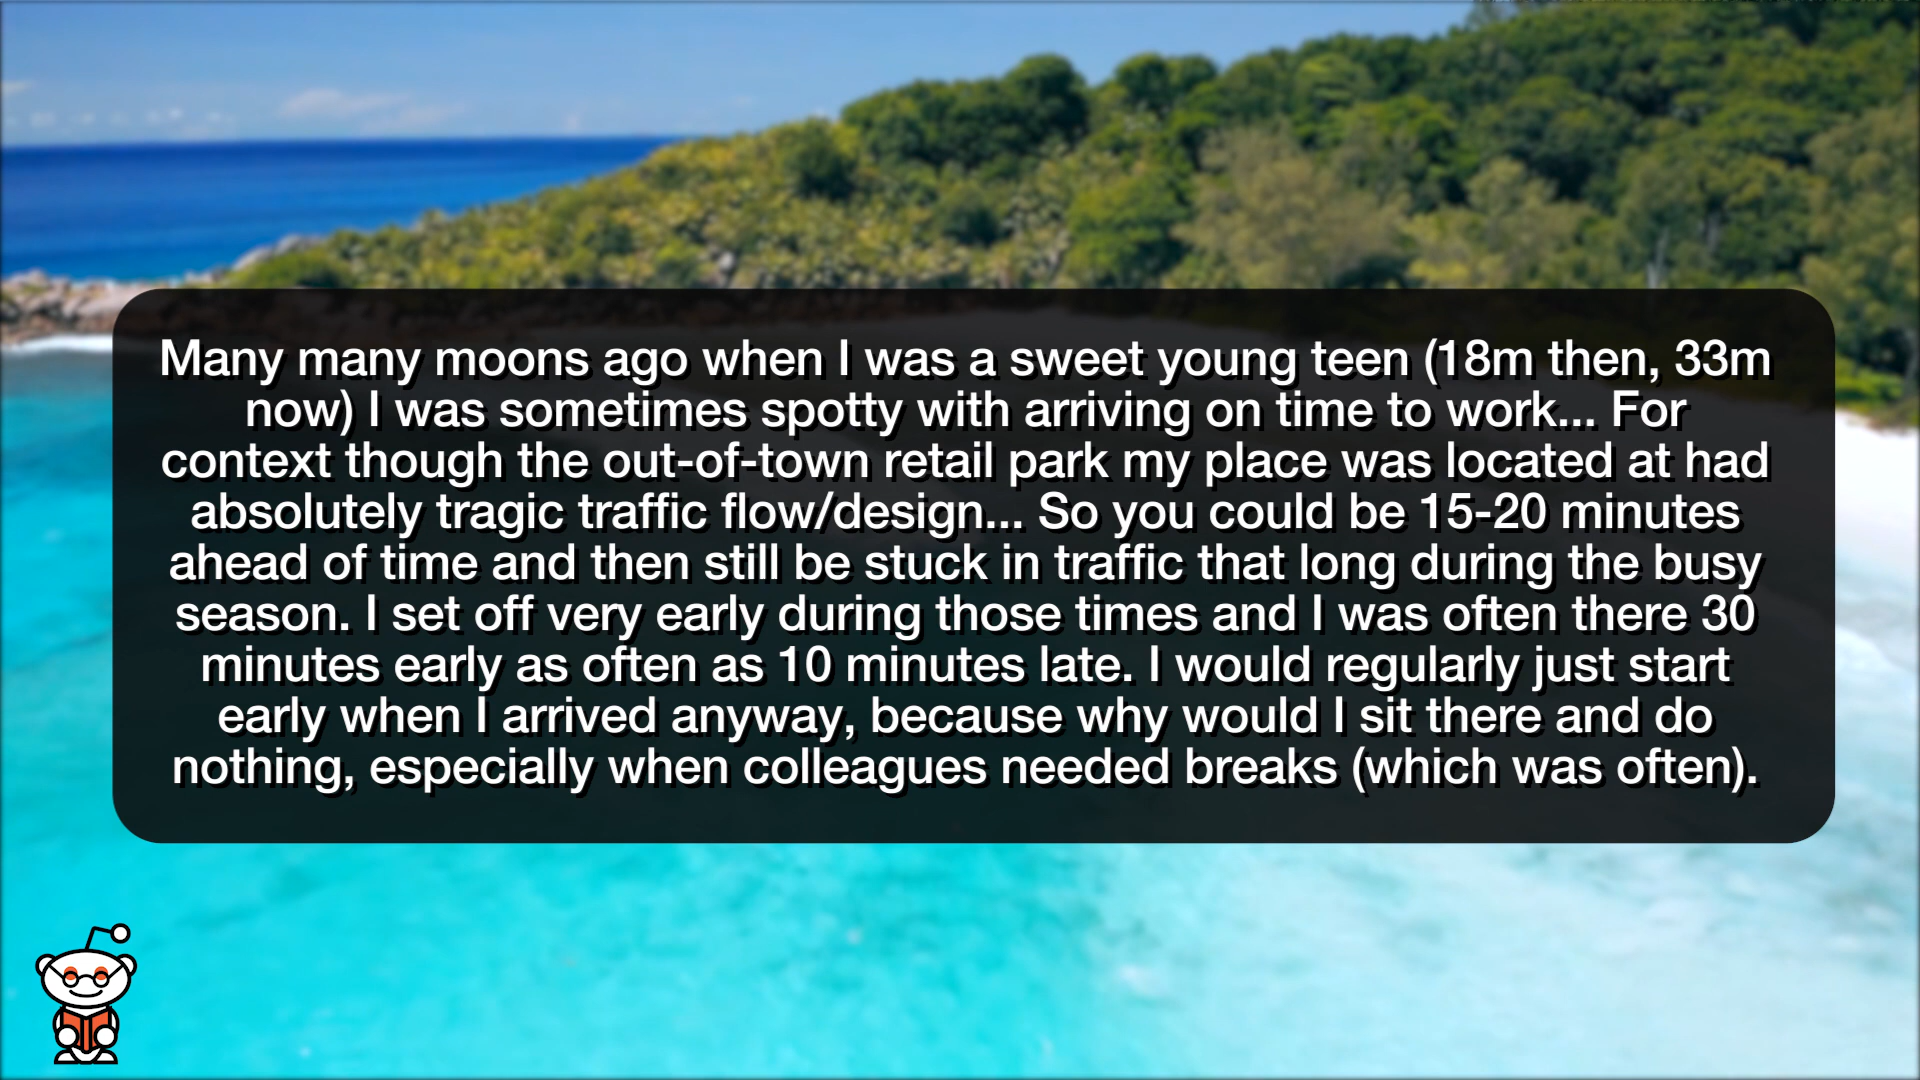 Many many moons ago when I was a sweet young teen (18m then, 33m
now) I was sometimes spotty with arriving on time to work... For
context though the out-of-town retail park my place was located at had
absolutely tragic traffic flow/design... So you could be 15-20 minutes
ahead of time and then still be stuck in traffic that long during the busy
season. I set off very early during those times and I was often there 30
minutes early as often as 10 minutes late. I would regularly just start
early when I arrived anyway, because why would I sit there and do
nothing, especially when colleagues needed breaks (which was often).